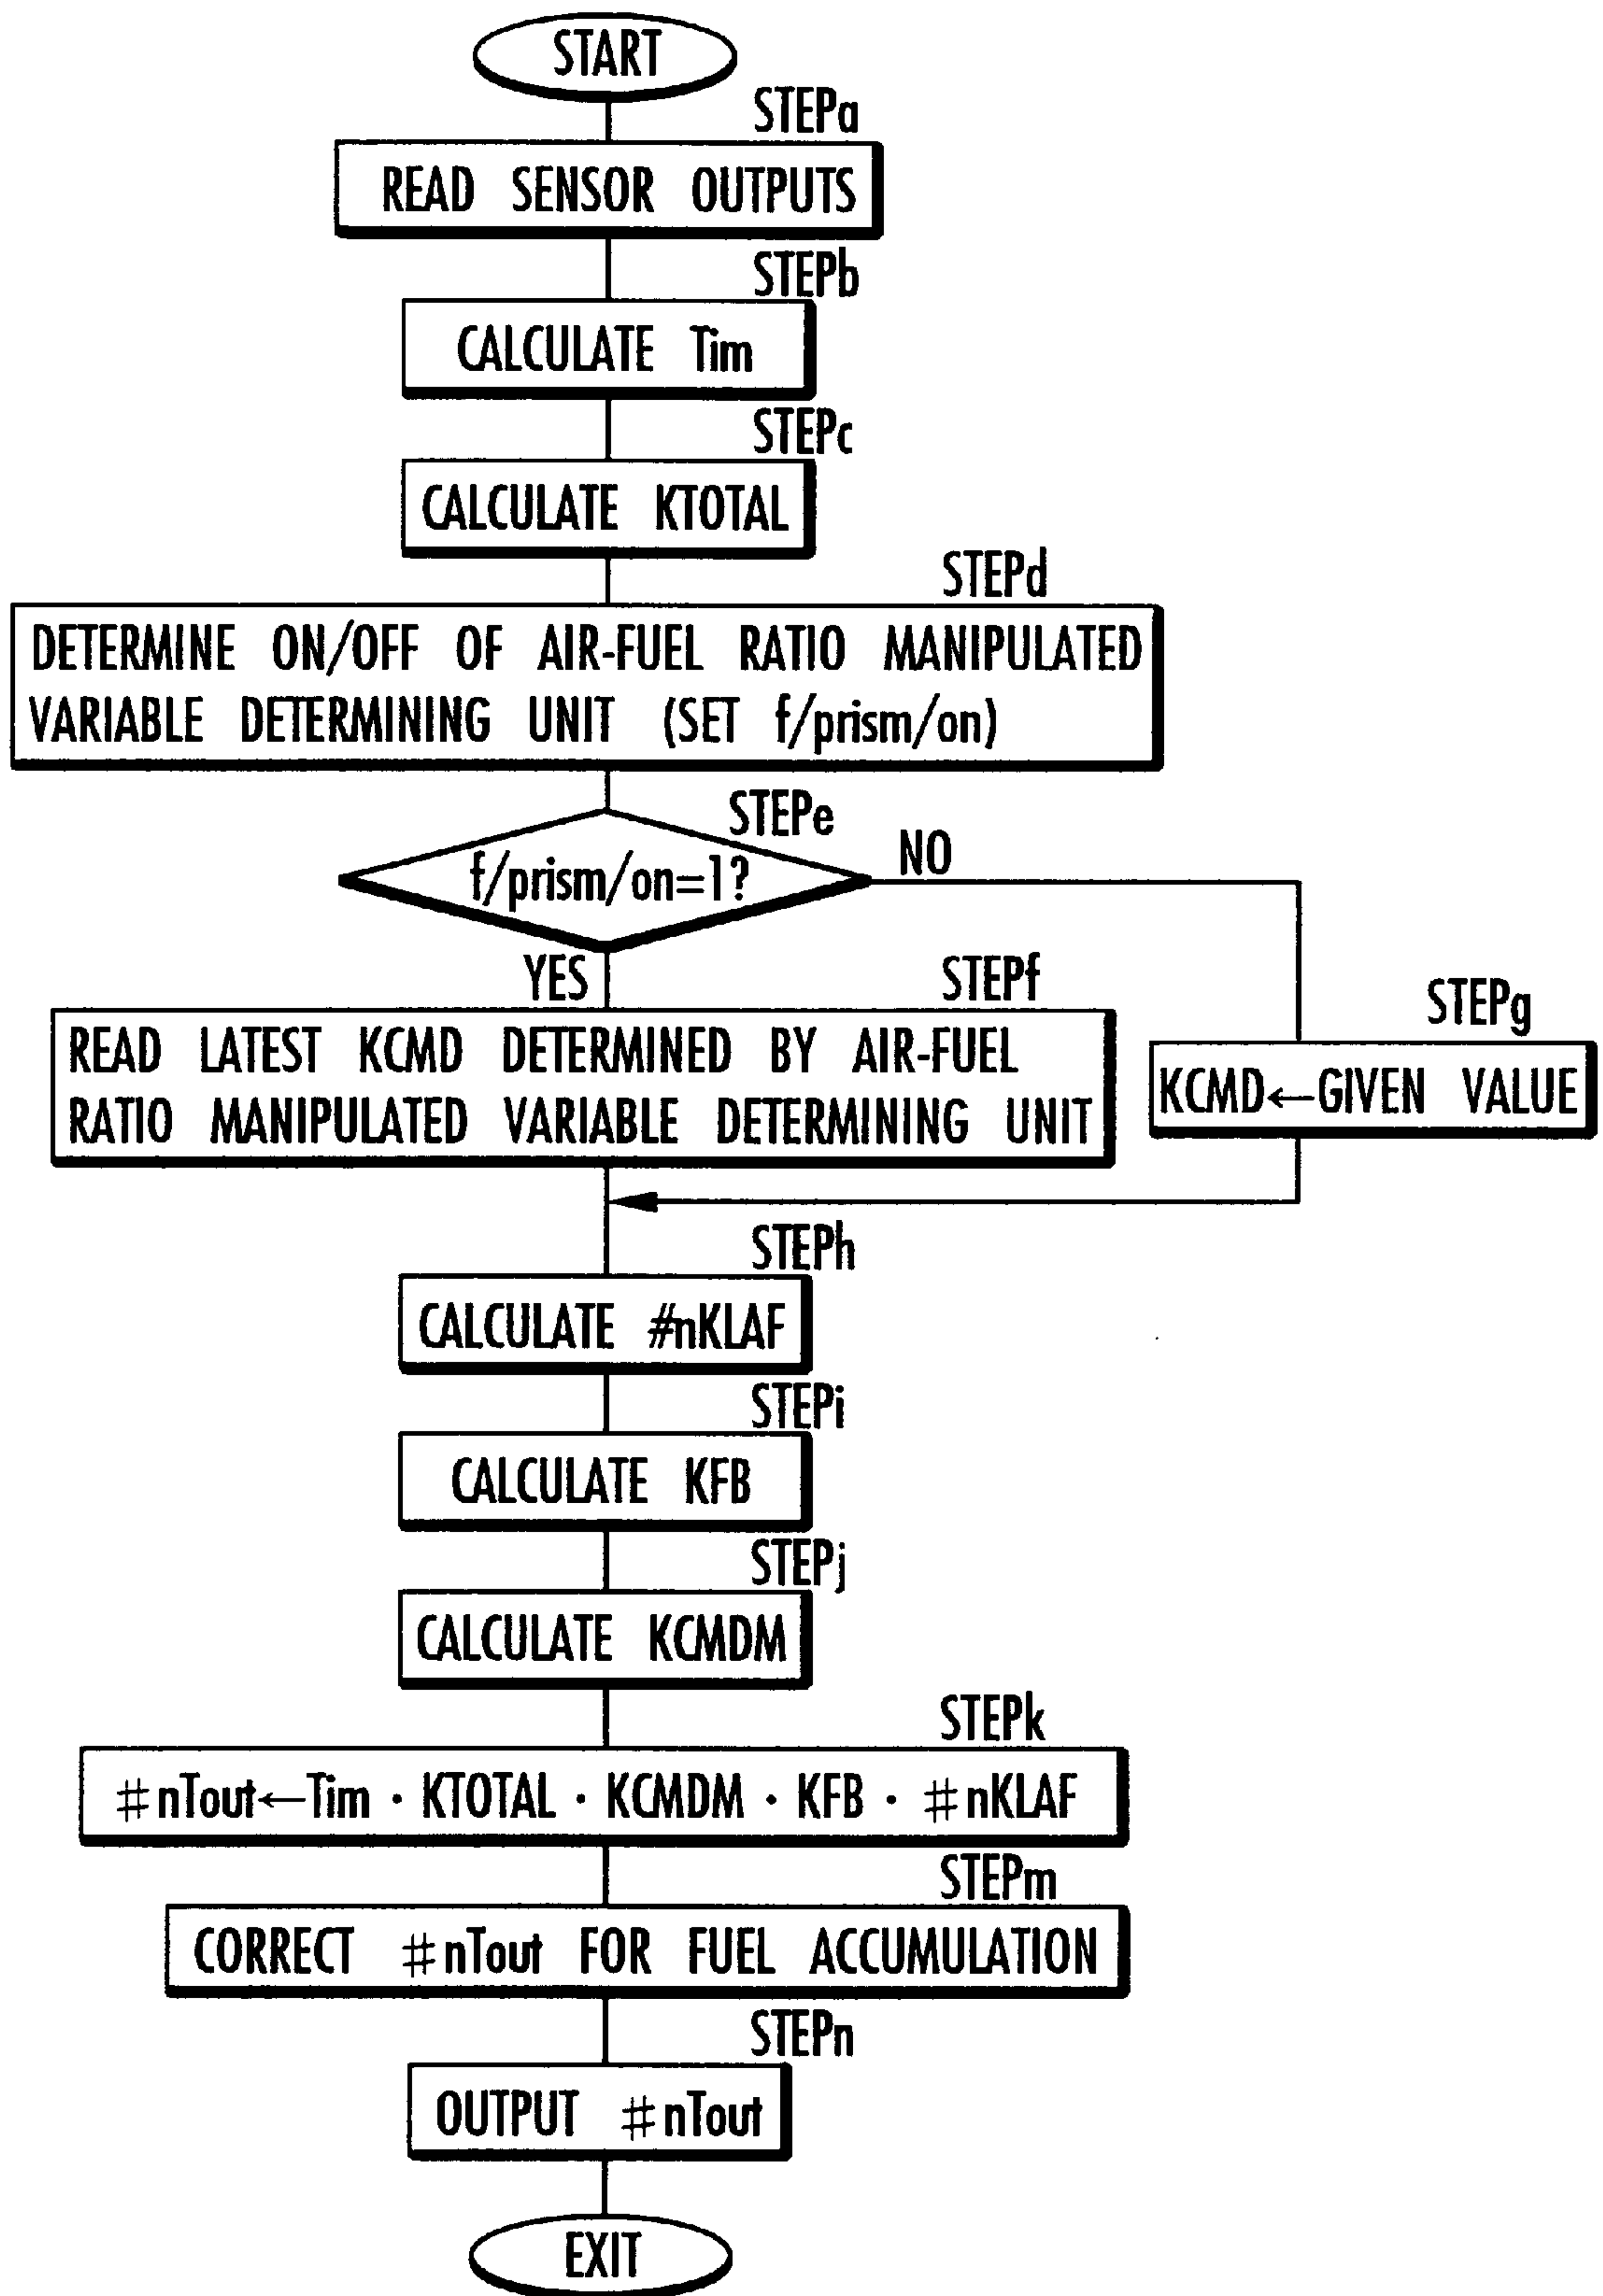 START
STEPa
READ SENSOR OUTPUTS
STEPb
CALCULATE Tim
STEPc
CALCULATE KTOTAL
STEPd
DETERMINE ON/OFF OF AIR-FUEL RATIO MANIPULATED
VARIABLE DETERMINING UNIT (SET f/prism/on)
STEPe
f/prism/on=1?
NO
YES
STEPf
READ LATEST KCMD DETERMINED BY AIR-FUEL
RATIO MANIPULATED VARIABLE DETERMINING UNIT
STEPg
KCMD←GIVEN VALUE
STEPh
CALCULATE #nKLAF
STEPi
CALCULATE KFB
STEPj
CALCULATE KCMDM
STEPk
#nTout←Tim · KTOTAL · KCMDM · KFB · #nKLAF
STEPm
CORRECT #nTout FOR FUEL ACCUMULATION
STEPn
OUTPUT #nTout
EXIT